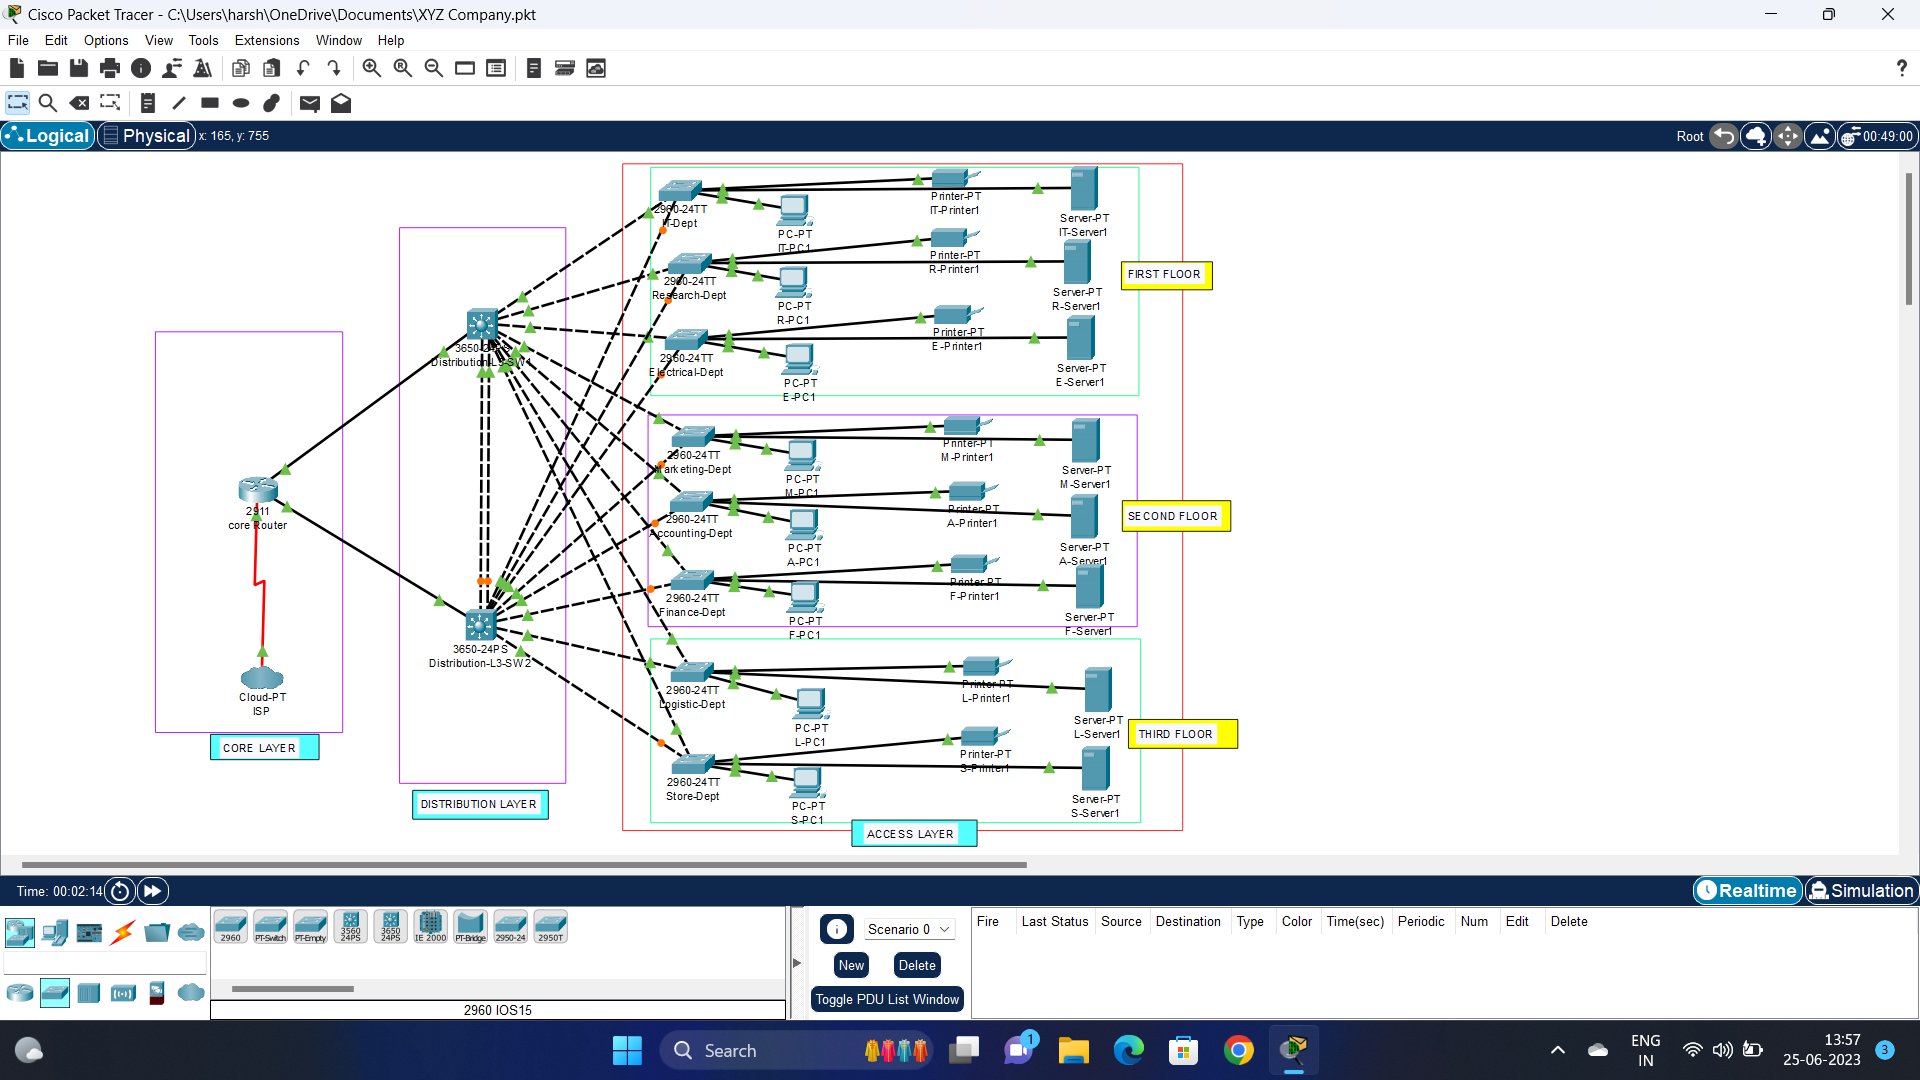 Cisco Packet Tracer - C:\Users\harsh\OneDrive\Documents\XYZ Company.pkt
File Edit Options View Tools Extensions Window Help
?
Logical Physical x: 165, y: 755 Root 00:49:00
2960-24TT
IT-Dept
PC-PT
IT-PC1
Printer-PT
IT-Printer1
Server-PT
IT-Server1
2960-24TT
Research-Dept
PC-PT
R-PC1
Printer-PT
R-Printer1
Server-PT
R-Server1
FIRST FLOOR
2960-24TT
Electrical-Dept
PC-PT
E-PC1
Printer-PT
E-Printer1
Server-PT
E-Server1
3650-24PS
Distribution-L3-SW1
2960-24TT
Marketing-Dept
PC-PT
M-PC1
Printer-PT
M-Printer1
Server-PT
M-Server1
2960-24TT
Accounting-Dept
PC-PT
A-PC1
Printer-PT
A-Printer1
Server-PT
A-Server1
SECOND FLOOR
2911
core Router
2960-24TT
Finance-Dept
PC-PT
F-PC1
Printer-PT
F-Printer1
Server-PT
F-Server1
3650-24PS
Distribution-L3-SW2
Cloud-PT
ISP
2960-24TT
Logistic-Dept
PC-PT
L-PC1
Printer-PT
L-Printer1
Server-PT
L-Server1
THIRD FLOOR
2960-24TT
Store-Dept
PC-PT
S-PC1
Printer-PT
S-Printer1
Server-PT
S-Server1
CORE LAYER
DISTRIBUTION LAYER
ACCESS LAYER
Time: 00:02:14 Realtime Simulation
2960 PT-Switch PT-Empty 3560 24PS 3650 24PS IE 2000 PT-Bridge 2950-24 2950T
2960 IOS15
Scenario 0
New Delete
Toggle PDU List Window
Fire Last Status Source Destination Type Color Time(sec) Periodic Num Edit Delete
Search
1
ENG
IN
13:57
25-06-2023
3